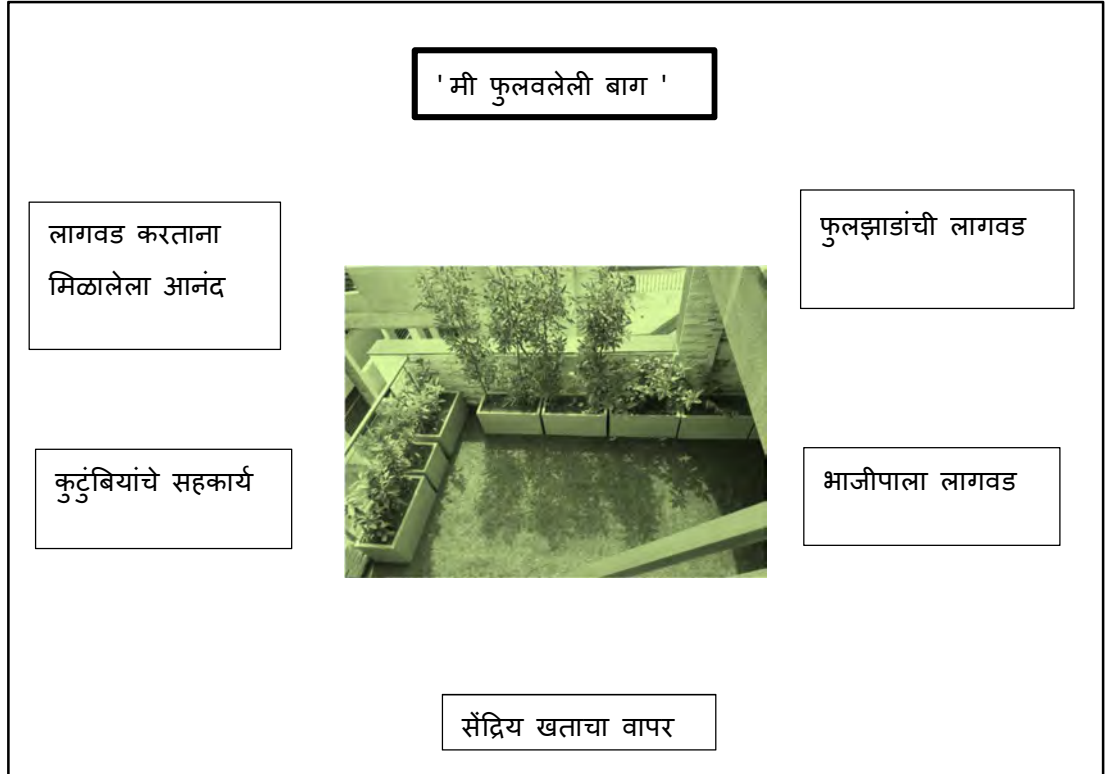 ' मी फुलवलेली बाग '
लागवड करताना
मिळालेला आनंद
फुलझाडांची लागवड
कुटुंबियांचे सहकार्य
भाजीपाला लागवड
सेंद्रिय खताचा वापर